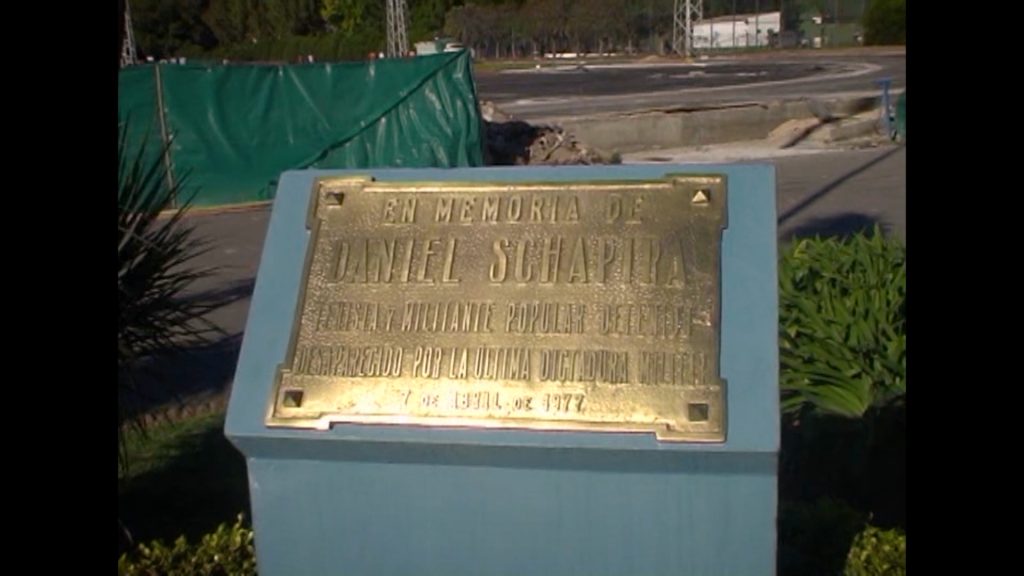 EN MEMORIA DE
DANIEL SCHAPIRA
TENISTA Y MILITANTE POPULAR DETENIDO
DESAPARECIDO POR LA ULTIMA DICTADURA MILITAR
7 DE ABRIL DE 1977